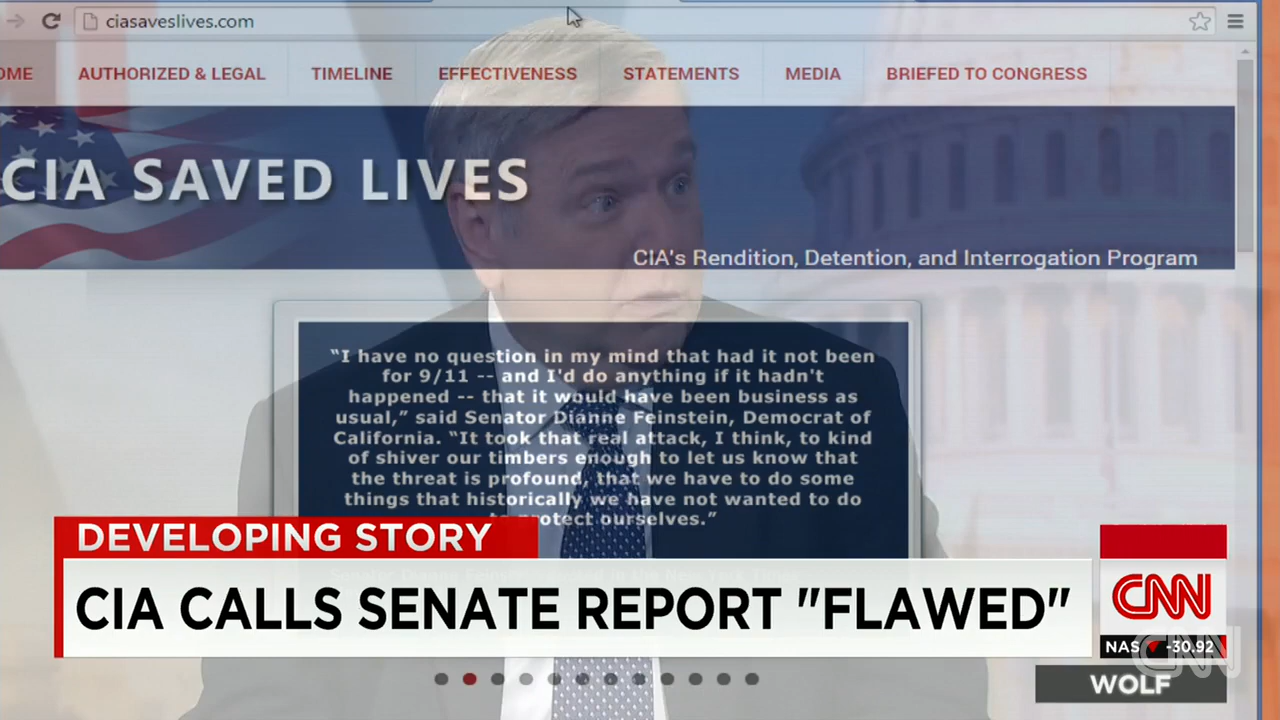 ciasaveslives.com
OME
AUTHORIZED & LEGAL
TIMELINE
EFFECTIVENESS
STATEMENTS
MEDIA
BRIEFED TO CONGRESS
CIA SAVED LIVES
CIA's Rendition, Detention, and Interrogation Program
“I have no question in my mind that had it not been
for 9/11 -- and I'd do anything if it hadn't
happened -- that it would have been business as
usual,” said Senator Dianne Feinstein, Democrat of
California. “It took that real attack, I think, to kind
of shiver our timbers enough to let us know that
the threat is profound, that we have to do some
things that historically we have not wanted to do
to protect ourselves.”
DEVELOPING STORY
CIA CALLS SENATE REPORT "FLAWED"
CNN
NAS -30.92
CNN
WOLF